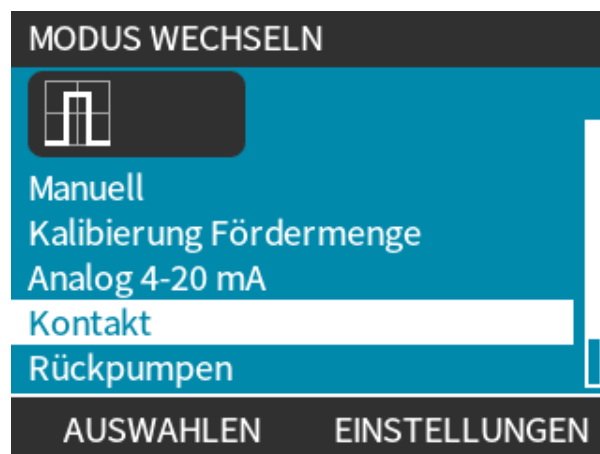 MODUS WECHSELN
Manuell
Kalibierung Fördermenge
Analog 4-20 mA
Kontakt
Rückpumpen
AUSWAHLEN EINSTELLUNGEN